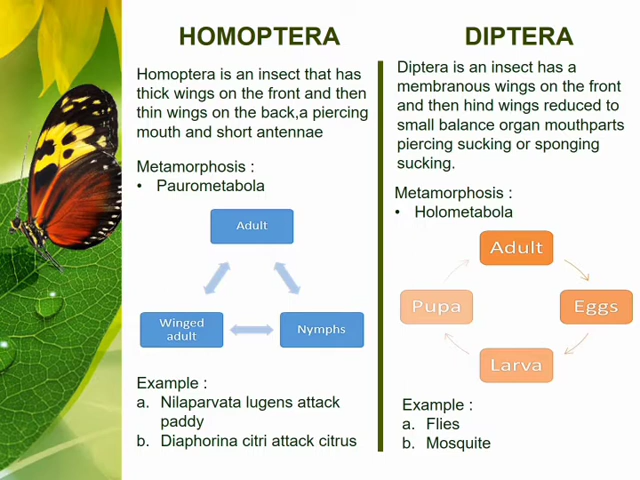 HOMOPTERA
Homoptera is an insect that has
thick wings on the front and then
thin wings on the back,a piercing
mouth and short antennae
Metamorphosis :
• Paurometabola
Adult
Winged
adult
Nymphs
Example :
a. Nilaparvata lugens attack
paddy
b. Diaphorina citri attack citrus
DIPTERA
Diptera is an insect has a
membranous wings on the front
and then hind wings reduced to
small balance organ mouthparts
piercing sucking or sponging
sucking.
Metamorphosis :
• Holometabola
Adult
Pupa
Eggs
Larva
Example :
a. Flies
b. Mosquite